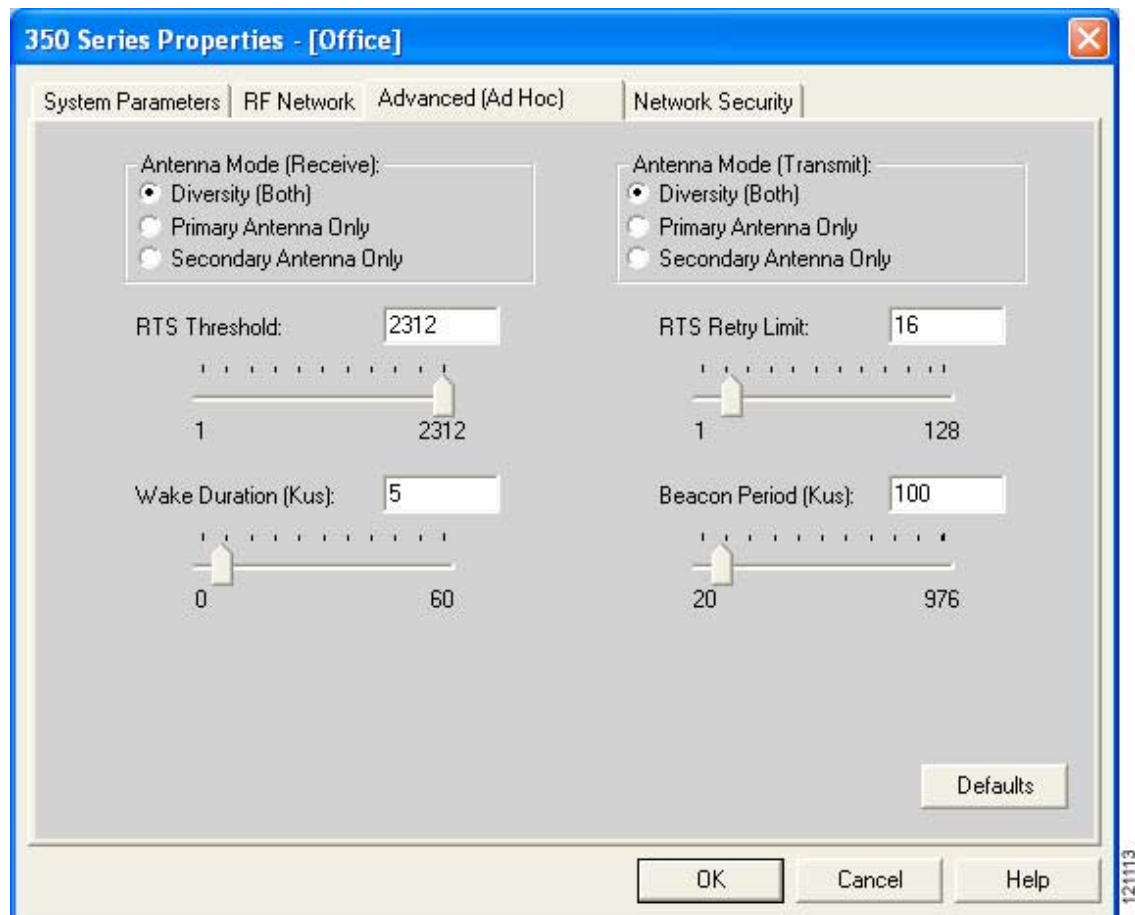 350 Series Properties - [Office]
System Parameters
RF Network
Advanced (Ad Hoc)
Network Security
Antenna Mode (Receive):
Diversity (Both)
Primary Antenna Only
Secondary Antenna Only
Antenna Mode (Transmit):
Diversity (Both)
Primary Antenna Only
Secondary Antenna Only
RTS Threshold: 2312
1 2312
RTS Retry Limit: 16
1 128
Wake Duration (Kus): 5
0 60
Beacon Period (Kus): 100
20 976
Defaults
OK
Cancel
Help
121113